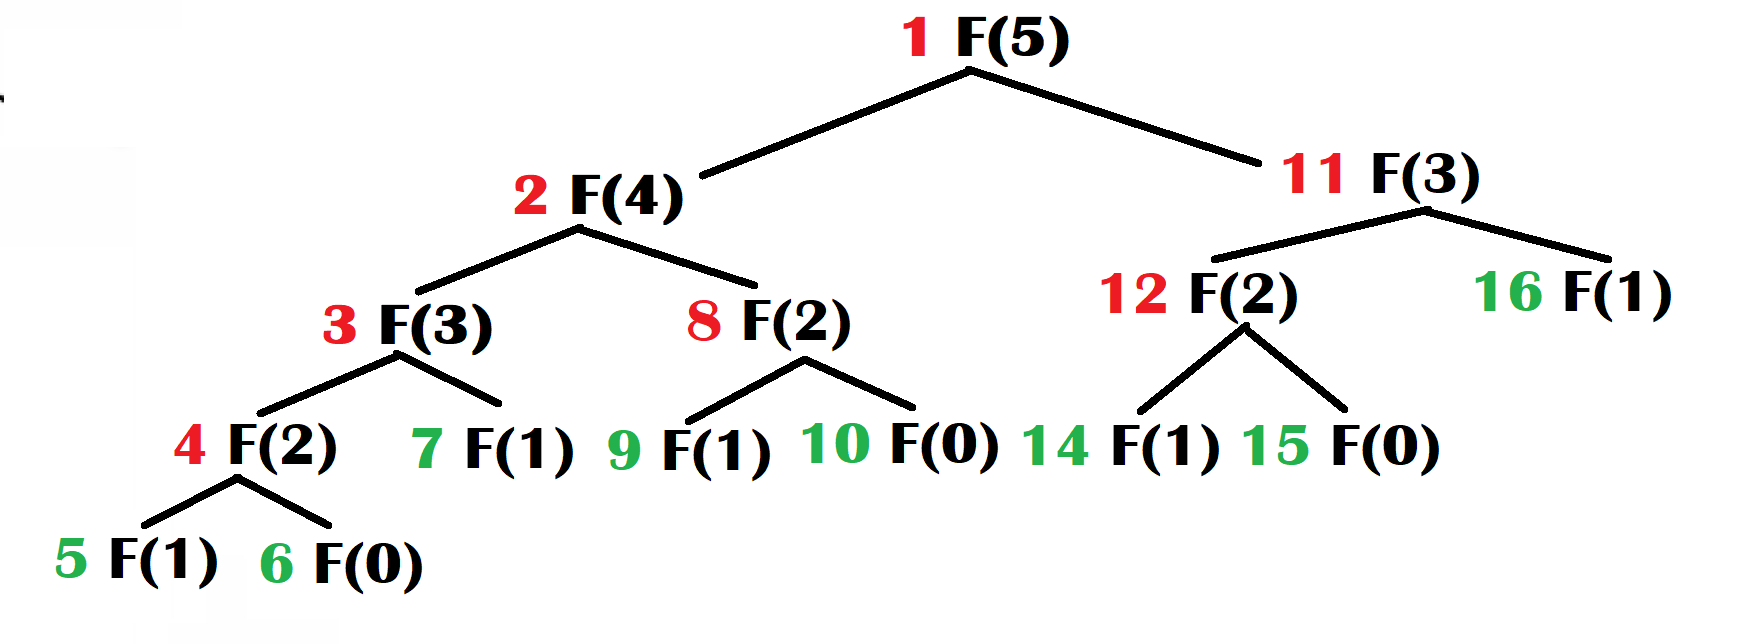 1 F(5)
2 F(4) 11 F(3)
3 F(3) 8 F(2) 12 F(2) 16 F(1)
4 F(2) 7 F(1) 9 F(1) 10 F(0) 14 F(1) 15 F(0)
5 F(1) 6 F(0)